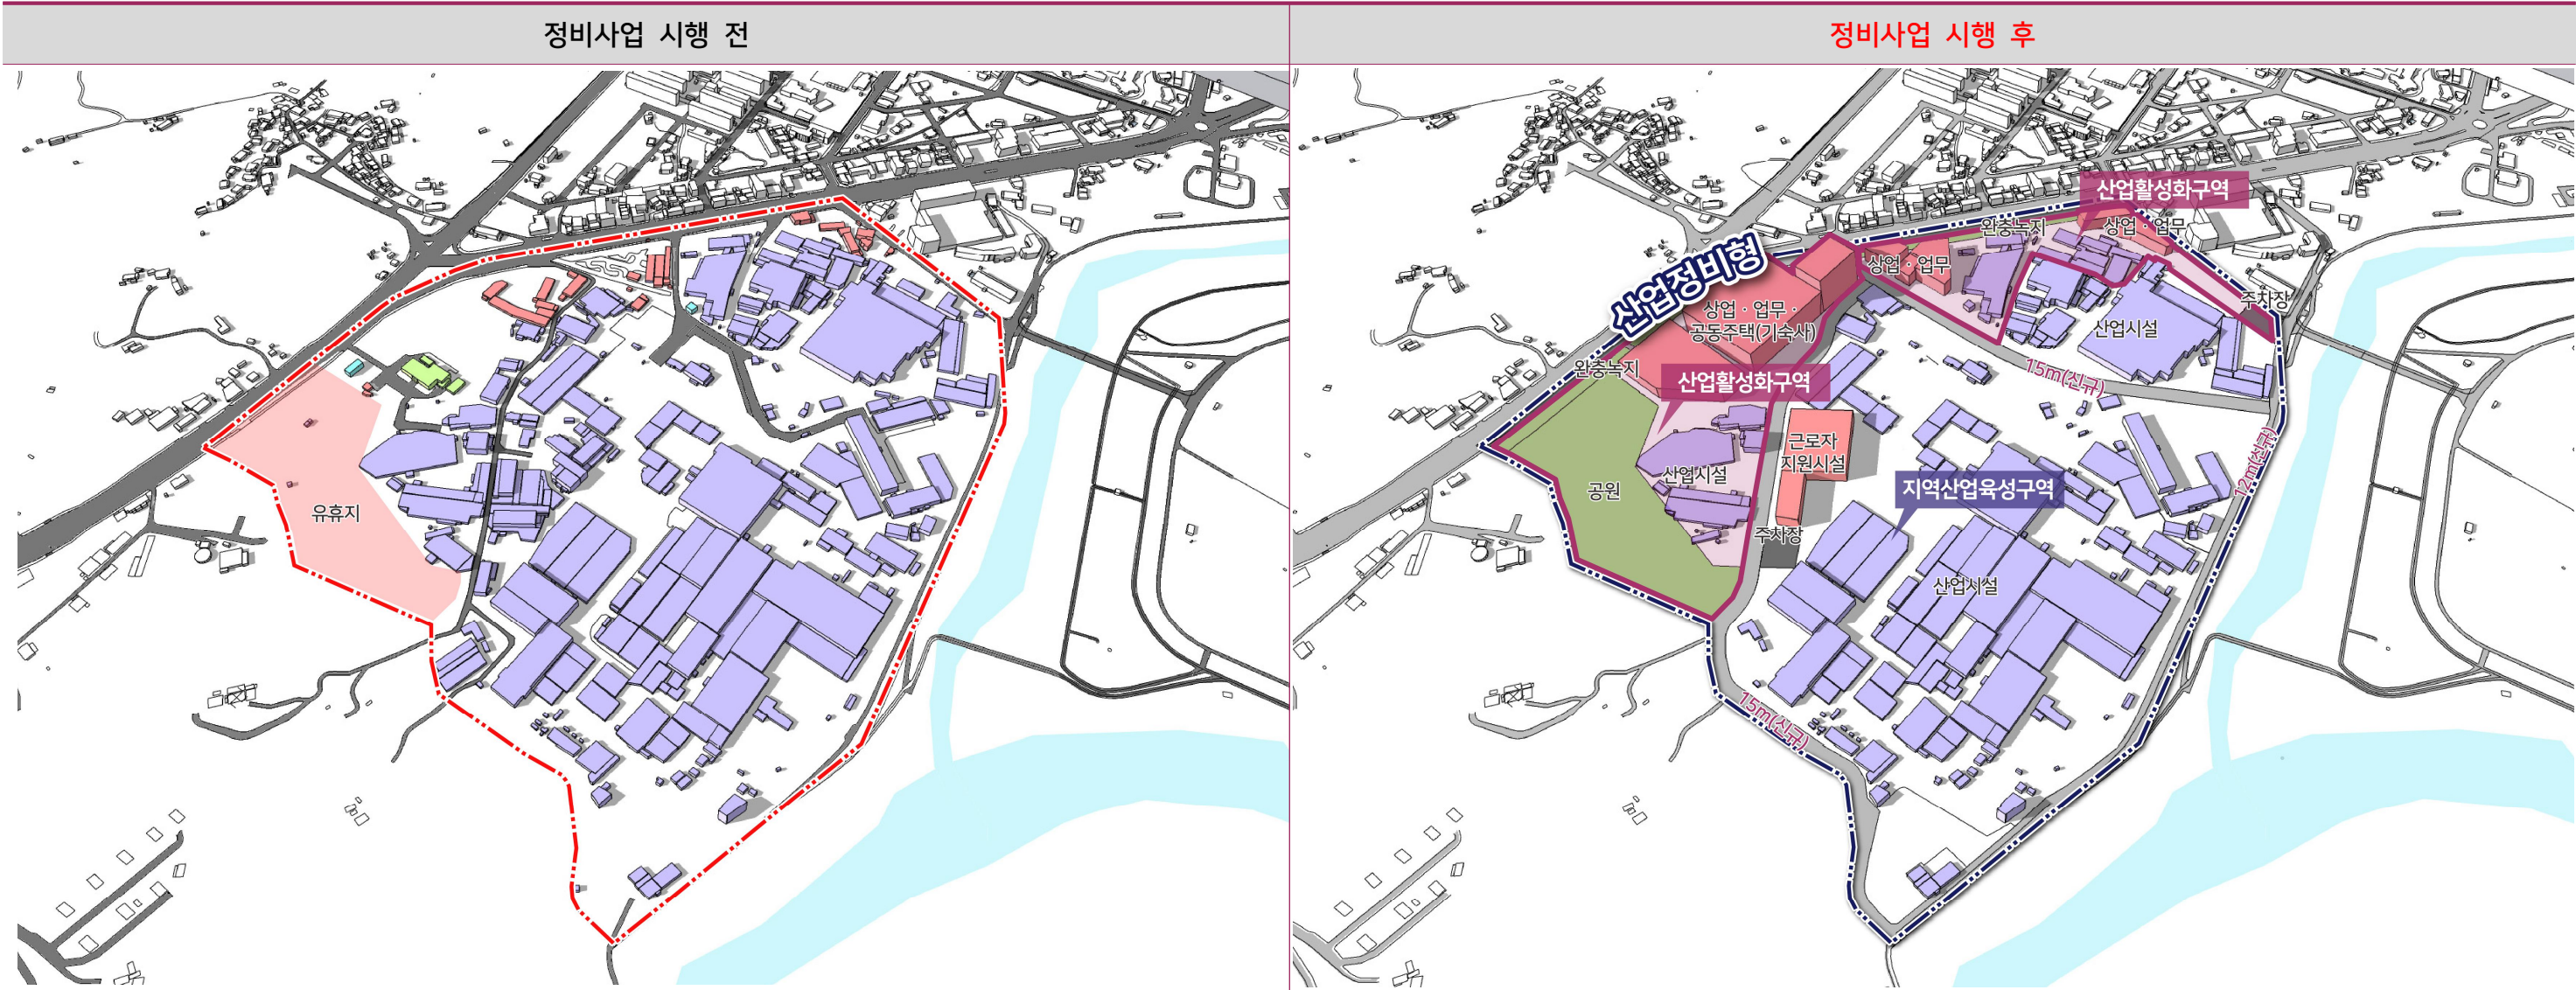 정비사업 시행 전
정비사업 시행 후
유휴지
산업정비형
산업활성화구역
완충녹지
상업 · 업무
상업 · 업무
주차장
상업 · 업무 ·
공동주택(기숙사)
산업시설
완충녹지
산업활성화구역
15m(신규)
근로자
지원시설
12m(신규)
산업시설
공원
지역산업육성구역
주차장
산업시설
15m(신규)